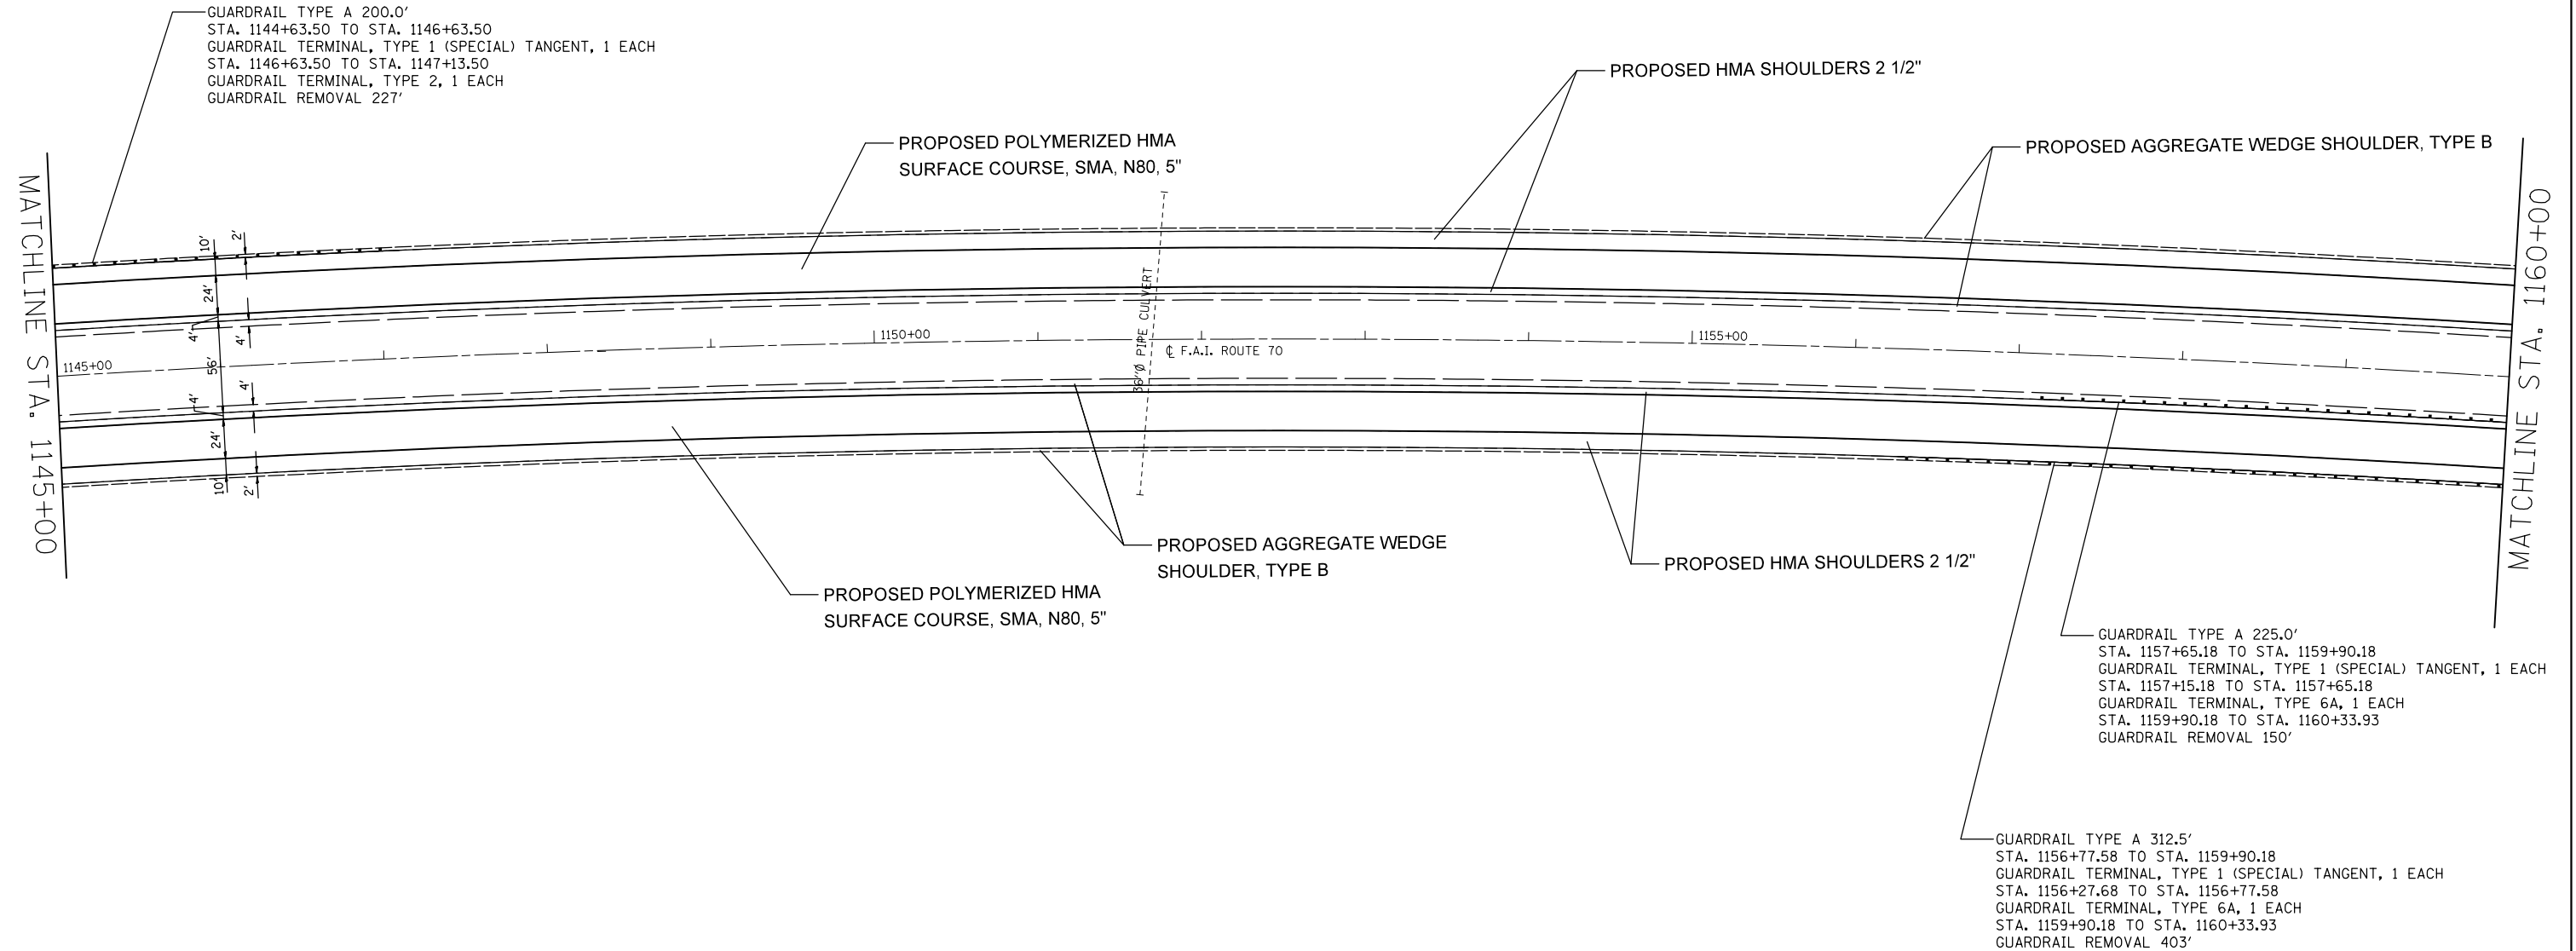 GUARDRAIL TYPE A 200.0'
STA. 1144+63.50 TO STA. 1146+63.50
GUARDRAIL TERMINAL, TYPE 1 (SPECIAL) TANGENT, 1 EACH
STA. 1146+63.50 TO STA. 1147+13.50
GUARDRAIL TERMINAL, TYPE 2, 1 EACH
GUARDRAIL REMOVAL 227'
PROPOSED HMA SHOULDERS 2 1/2"
PROPOSED POLYMERIZED HMA
SURFACE COURSE, SMA, N80, 5"
PROPOSED AGGREGATE WEDGE SHOULDER, TYPE B
MATCHLINE STA. 1145+00
MATCHLINE STA. 1160+00
10'
2'
24'
4'
4'
56'
4'
4'
24'
10'
2'
1145+00
1150+00
1155+00
36"Ø PIPE CULVERT
℄ F.A.I. ROUTE 70
PROPOSED AGGREGATE WEDGE
SHOULDER, TYPE B
PROPOSED HMA SHOULDERS 2 1/2"
PROPOSED POLYMERIZED HMA
SURFACE COURSE, SMA, N80, 5"
GUARDRAIL TYPE A 225.0'
STA. 1157+65.18 TO STA. 1159+90.18
GUARDRAIL TERMINAL, TYPE 1 (SPECIAL) TANGENT, 1 EACH
STA. 1157+15.18 TO STA. 1157+65.18
GUARDRAIL TERMINAL, TYPE 6A, 1 EACH
STA. 1159+90.18 TO STA. 1160+33.93
GUARDRAIL REMOVAL 150'
GUARDRAIL TYPE A 312.5'
STA. 1156+77.58 TO STA. 1159+90.18
GUARDRAIL TERMINAL, TYPE 1 (SPECIAL) TANGENT, 1 EACH
STA. 1156+27.68 TO STA. 1156+77.58
GUARDRAIL TERMINAL, TYPE 6A, 1 EACH
STA. 1159+90.18 TO STA. 1160+33.93
GUARDRAIL REMOVAL 403'